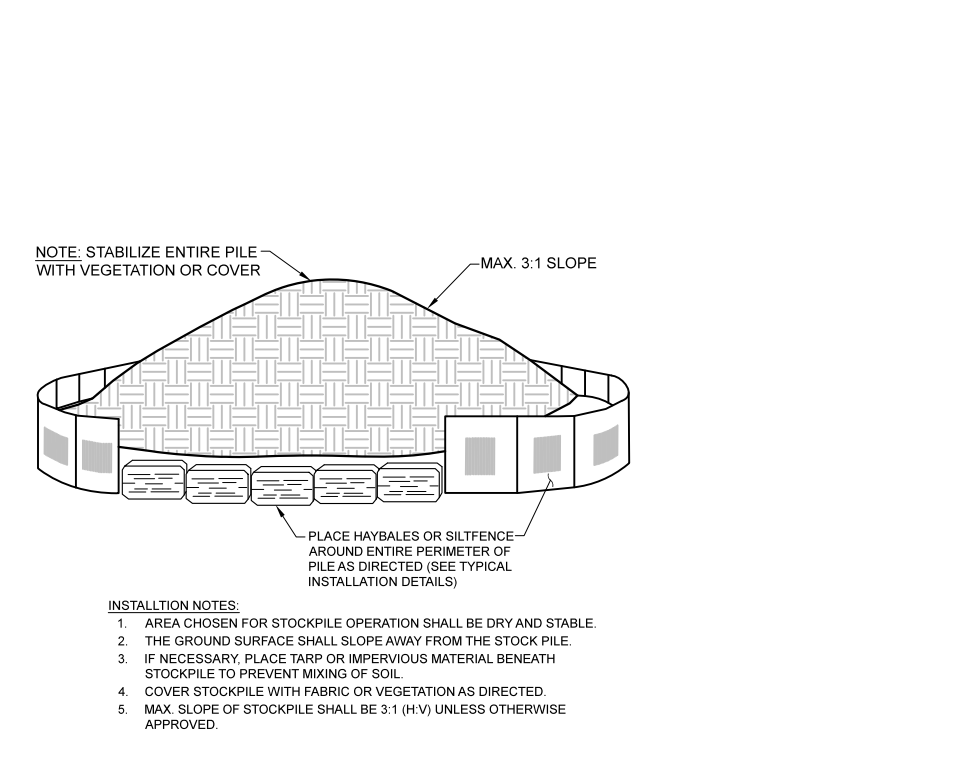 NOTE: STABILIZE ENTIRE PILE
WITH VEGETATION OR COVER
MAX. 3:1 SLOPE
PLACE HAYBALES OR SILTFENCE
AROUND ENTIRE PERIMETER OF
PILE AS DIRECTED (SEE TYPICAL
INSTALLATION DETAILS)
INSTALLTION NOTES:
1. AREA CHOSEN FOR STOCKPILE OPERATION SHALL BE DRY AND STABLE.
2. THE GROUND SURFACE SHALL SLOPE AWAY FROM THE STOCK PILE.
3. IF NECESSARY, PLACE TARP OR IMPERVIOUS MATERIAL BENEATH
STOCKPILE TO PREVENT MIXING OF SOIL.
4. COVER STOCKPILE WITH FABRIC OR VEGETATION AS DIRECTED.
5. MAX. SLOPE OF STOCKPILE SHALL BE 3:1 (H:V) UNLESS OTHERWISE
APPROVED.